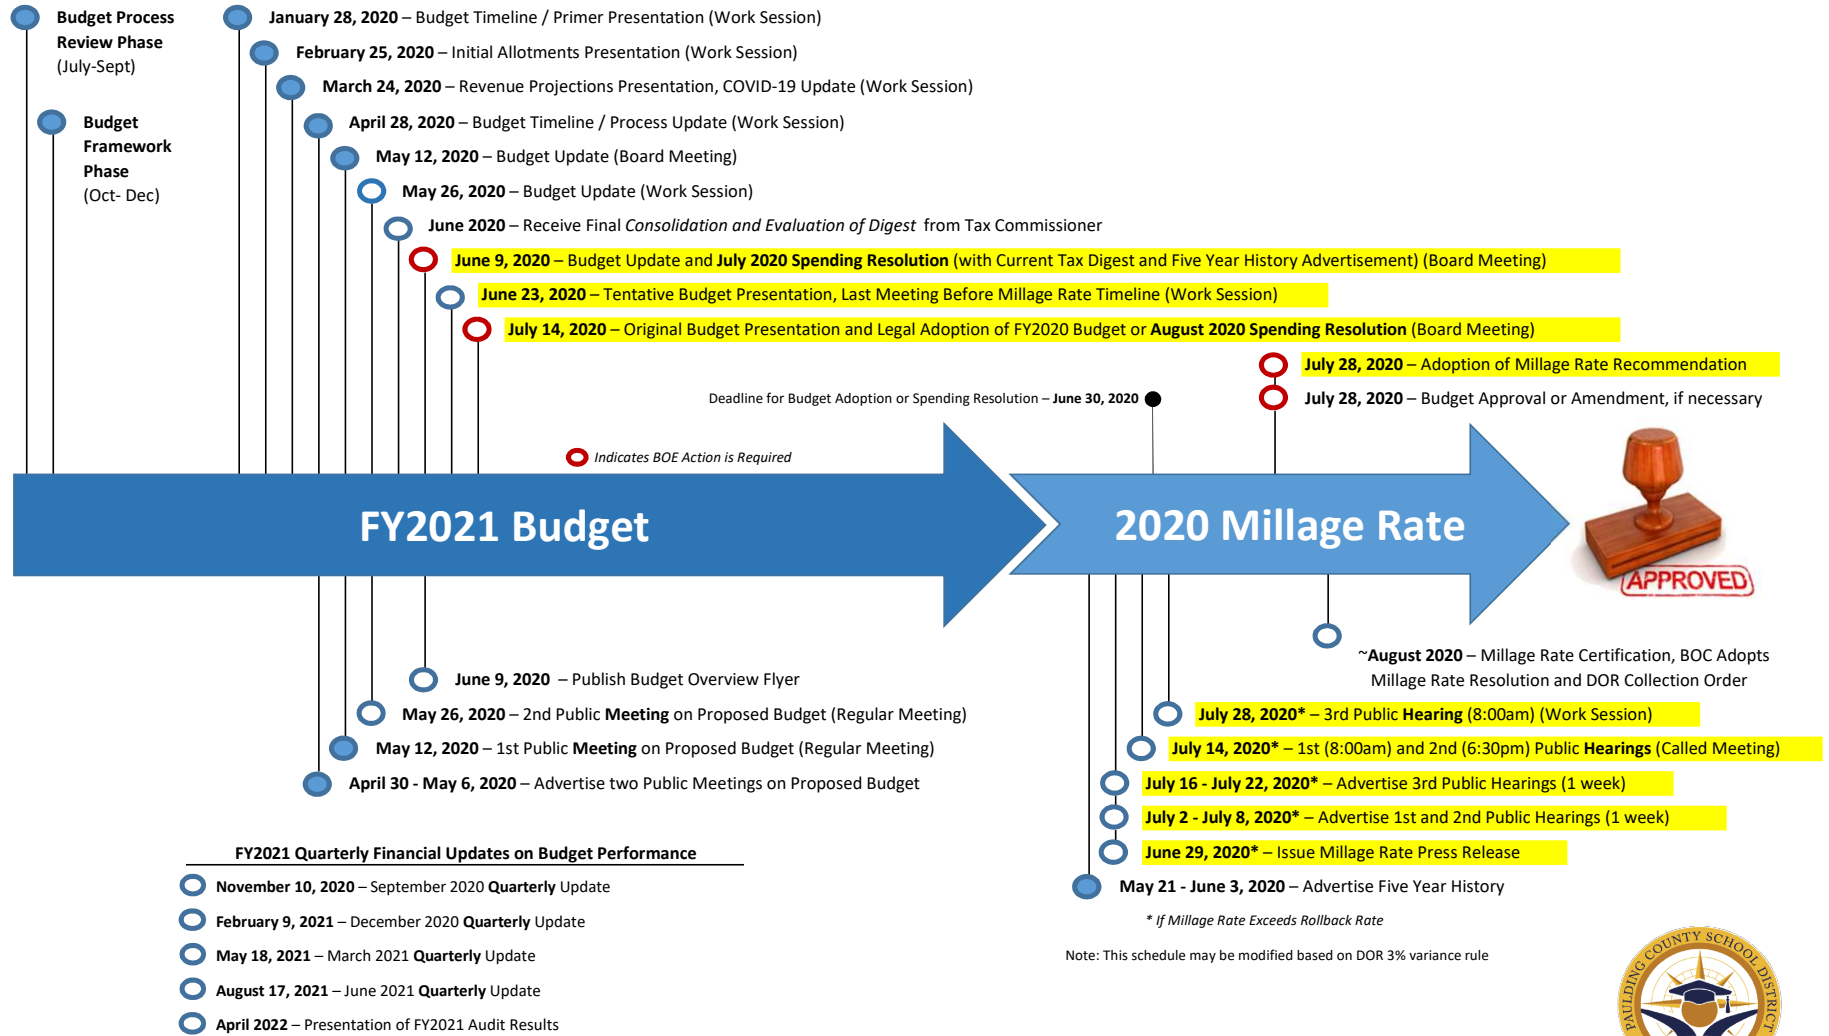 Budget Process
Review Phase
(July-Sept)
Budget
Framework
Phase
(Oct- Dec)
January 28, 2020 – Budget Timeline / Primer Presentation (Work Session)
February 25, 2020 – Initial Allotments Presentation (Work Session)
March 24, 2020 – Revenue Projections Presentation, COVID-19 Update (Work Session)
April 28, 2020 – Budget Timeline / Process Update (Work Session)
May 12, 2020 – Budget Update (Board Meeting)
May 26, 2020 – Budget Update (Work Session)
June 2020 – Receive Final Consolidation and Evaluation of Digest from Tax Commissioner
June 9, 2020 – Budget Update and July 2020 Spending Resolution (with Current Tax Digest and Five Year History Advertisement) (Board Meeting)
June 23, 2020 – Tentative Budget Presentation, Last Meeting Before Millage Rate Timeline (Work Session)
July 14, 2020 – Original Budget Presentation and Legal Adoption of FY2020 Budget or August 2020 Spending Resolution (Board Meeting)
July 28, 2020 – Adoption of Millage Rate Recommendation
July 28, 2020 – Budget Approval or Amendment, if necessary
Deadline for Budget Adoption or Spending Resolution – June 30, 2020
Indicates BOE Action is Required
FY2021 Budget
2020 Millage Rate
APPROVED
June 9, 2020 – Publish Budget Overview Flyer
May 26, 2020 – 2nd Public Meeting on Proposed Budget (Regular Meeting)
May 12, 2020 – 1st Public Meeting on Proposed Budget (Regular Meeting)
April 30 - May 6, 2020 – Advertise two Public Meetings on Proposed Budget
~August 2020 – Millage Rate Certification, BOC Adopts
Millage Rate Resolution and DOR Collection Order
July 28, 2020* – 3rd Public Hearing (8:00am) (Work Session)
July 14, 2020* – 1st (8:00am) and 2nd (6:30pm) Public Hearings (Called Meeting)
July 16 - July 22, 2020* – Advertise 3rd Public Hearings (1 week)
July 2 - July 8, 2020* – Advertise 1st and 2nd Public Hearings (1 week)
June 29, 2020* – Issue Millage Rate Press Release
May 21 - June 3, 2020 – Advertise Five Year History
* If Millage Rate Exceeds Rollback Rate
Note: This schedule may be modified based on DOR 3% variance rule
FY2021 Quarterly Financial Updates on Budget Performance
November 10, 2020 – September 2020 Quarterly Update
February 9, 2021 – December 2020 Quarterly Update
May 18, 2021 – March 2021 Quarterly Update
August 17, 2021 – June 2021 Quarterly Update
April 2022 – Presentation of FY2021 Audit Results
PAULDING COUNTY SCHOOL DISTRICT